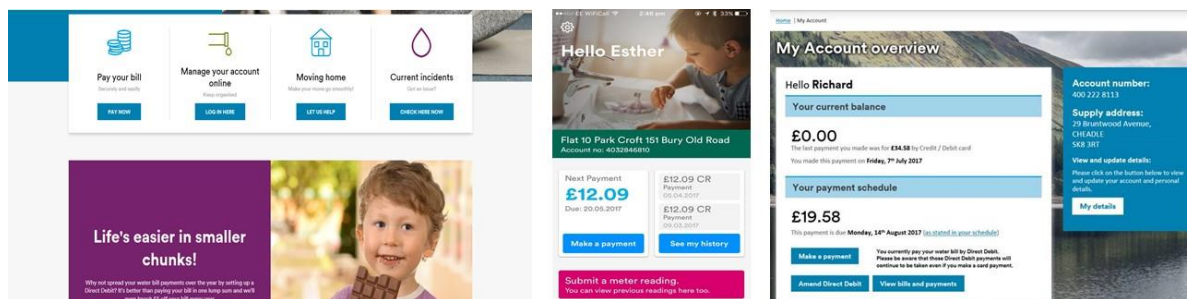 Pay your bill
Securely and easily
PAY NOW
Manage your account
online
Keep organised
LOG IN HERE
Moving home
Make your move go smoothly!
LET US HELP
Current incidents
Got an issue?
CHECK HERE NOW
Life's easier in smaller
chunks!
Why not spread your water bill payments over the year by setting up a
Direct Debit? It's better than paying your bill in one lump sum and we'll
EE WiFiCall
2:46 am
33%
Hello Esther
Flat 10 Park Croft 151 Bury Old Road
Account no: 4032846810
Next Payment
£12.09
Due: 20.05.2017
£12.09 CR
Payment
05.04.2017
£12.09 CR
Payment
09.03.2017
Make a payment
See my history
Submit a meter reading.
You can view previous readings here too.
Home | My Account
My Account overview
Hello Richard
Your current balance
£0.00
The last payment you made was for £34.58 by Credit / Debit card
You made this payment on Friday, 7th July 2017
Your payment schedule
£19.58
This payment is due Monday, 14th August 2017 (as stated in your schedule)
Make a payment
You currently pay your water bill by Direct Debit.
Please be aware that those Direct Debit payments will
continue to be taken even if you make a card payment.
Amend Direct Debit
View bills and payments
Account number:
400 222 8113
Supply address:
29 Bruntwood Avenue,
CHEADLE
SK8 3RT
View and update details:
Please click on the button below to view
and update your account and personal
details.
My details